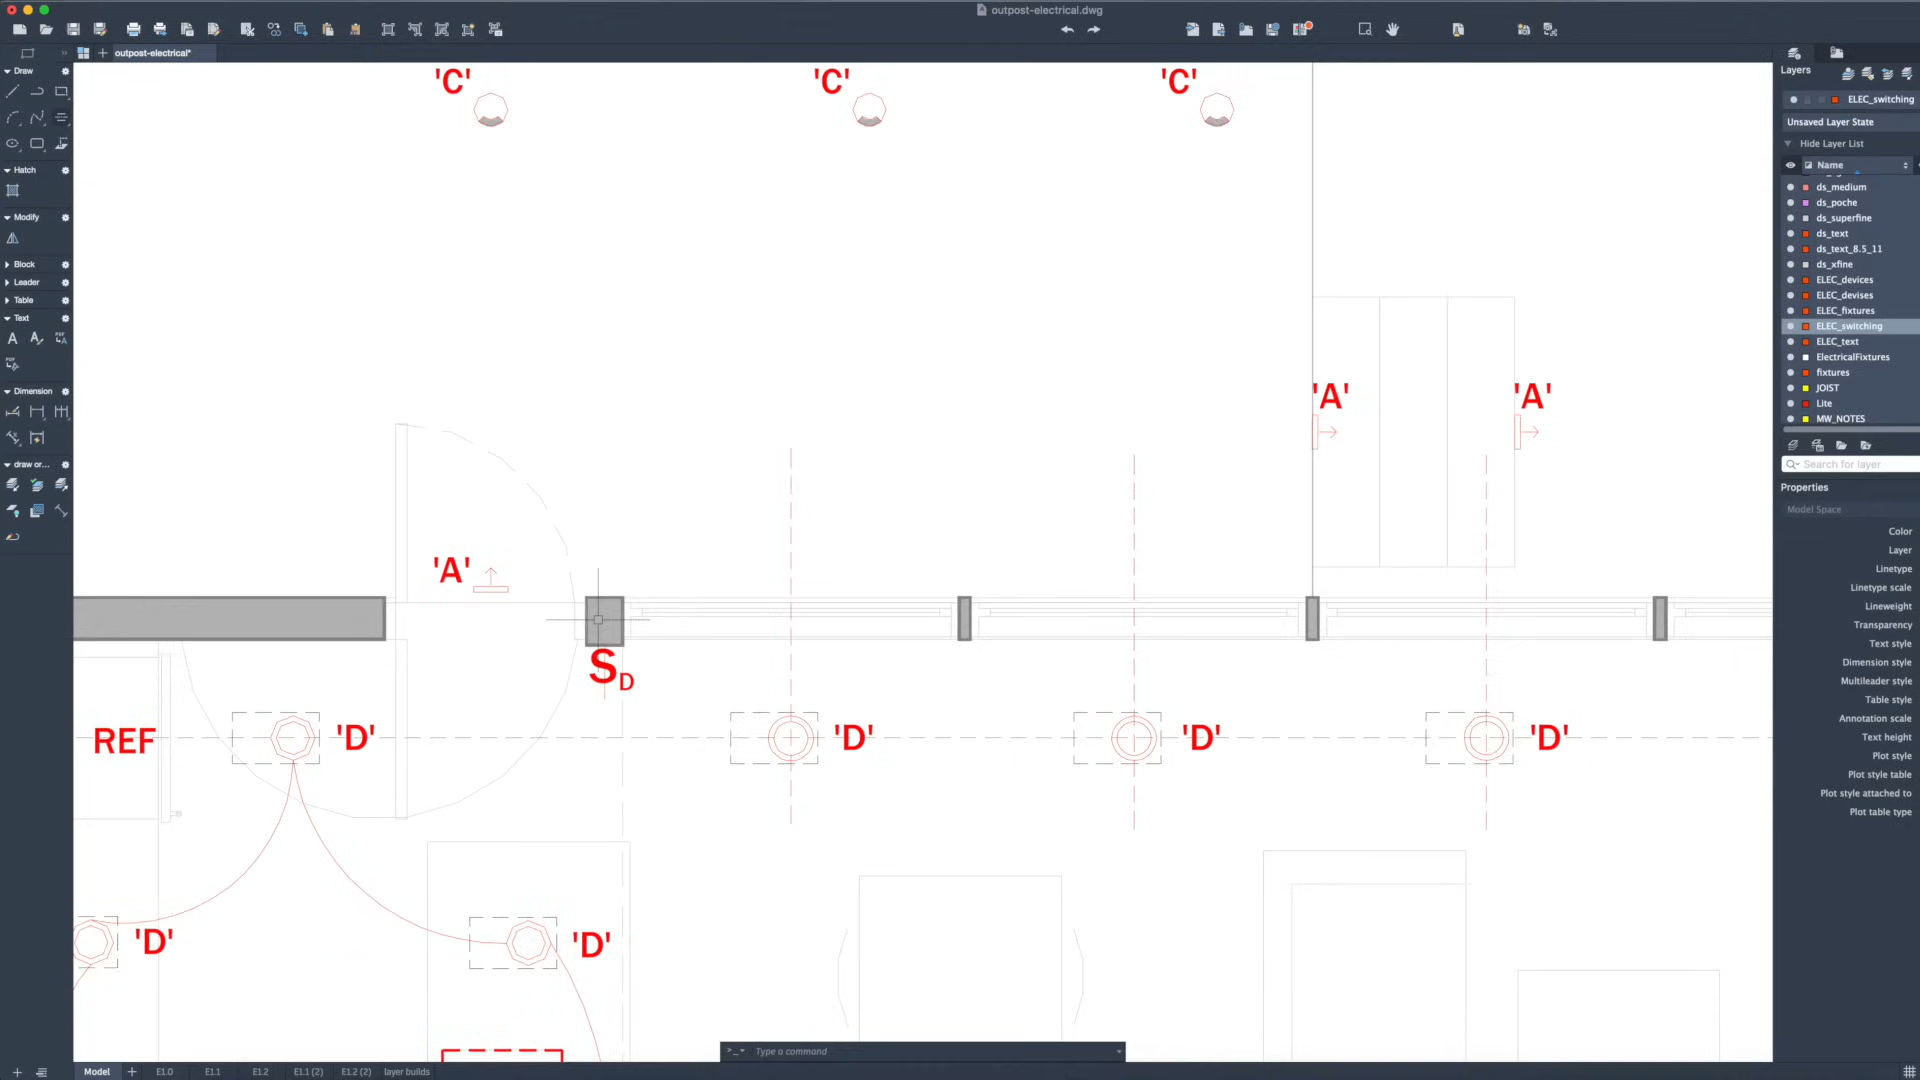 outpost-electrical.dwg
outpost-electrical*
Draw
Hatch
Modify
Block
Leader
Table
Text
Dimension
draw or...
'C'
'C'
'C'
'A'
'A'
'A'
SD
REF
'D'
'D'
'D'
'D'
'D'
'D'
Layers
ELEC_switching
Unsaved Layer State
Hide Layer List
Name
ds_medium
ds_poche
ds_superfine
ds_text
ds_text_8.5_11
ds_xfine
ELEC_devices
ELEC_devises
ELEC_fixtures
ELEC_switching
ELEC_text
ElectricalFixtures
fixtures
JOIST
Lite
MW_NOTES
Search for layer
Properties
Model Space
Color
Layer
Linetype
Linetype scale
Lineweight
Transparency
Text style
Dimension style
Multileader style
Table style
Annotation scale
Text height
Plot style
Plot style table
Plot style attached to
Plot table type
Type a command
Model
E1.0
E1.1
E1.2
E1.1 (2)
E1.2 (2)
layer builds